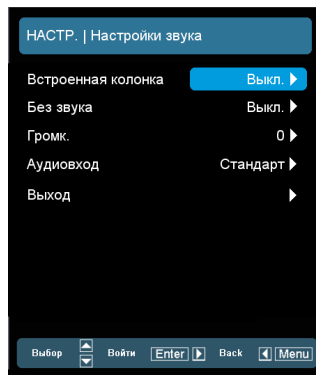 НАСТР. | Настройки звука
Встроенная колонка Выкл.
Без звука Выкл.
Громк. 0
Аудиовход Стандарт
Выход
Выбор Войти Enter Back Menu